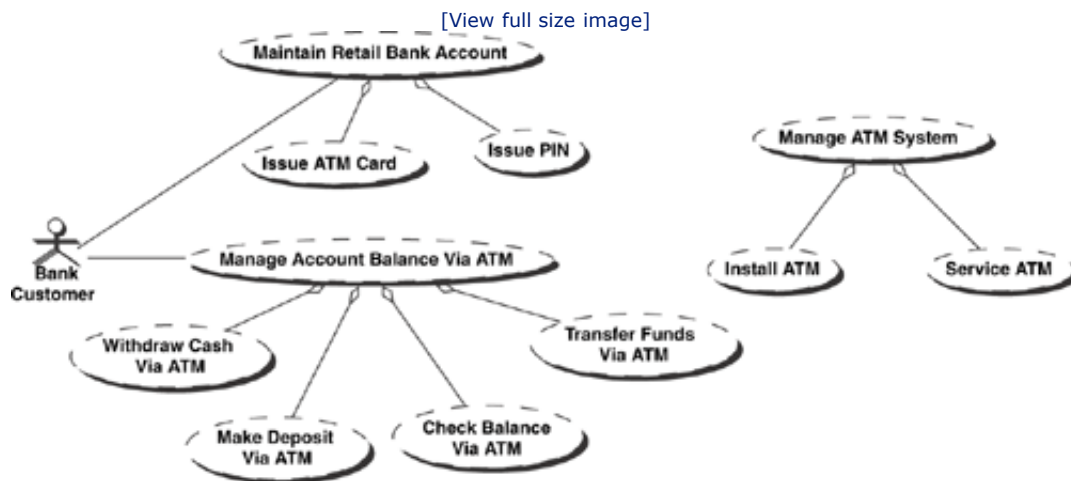 [View full size image]
Maintain Retail Bank Account
Issue ATM Card
Issue PIN
Manage ATM System
Bank
Customer
Manage Account Balance Via ATM
Install ATM
Service ATM
Withdraw Cash
Via ATM
Transfer Funds
Via ATM
Make Deposit
Via ATM
Check Balance
Via ATM